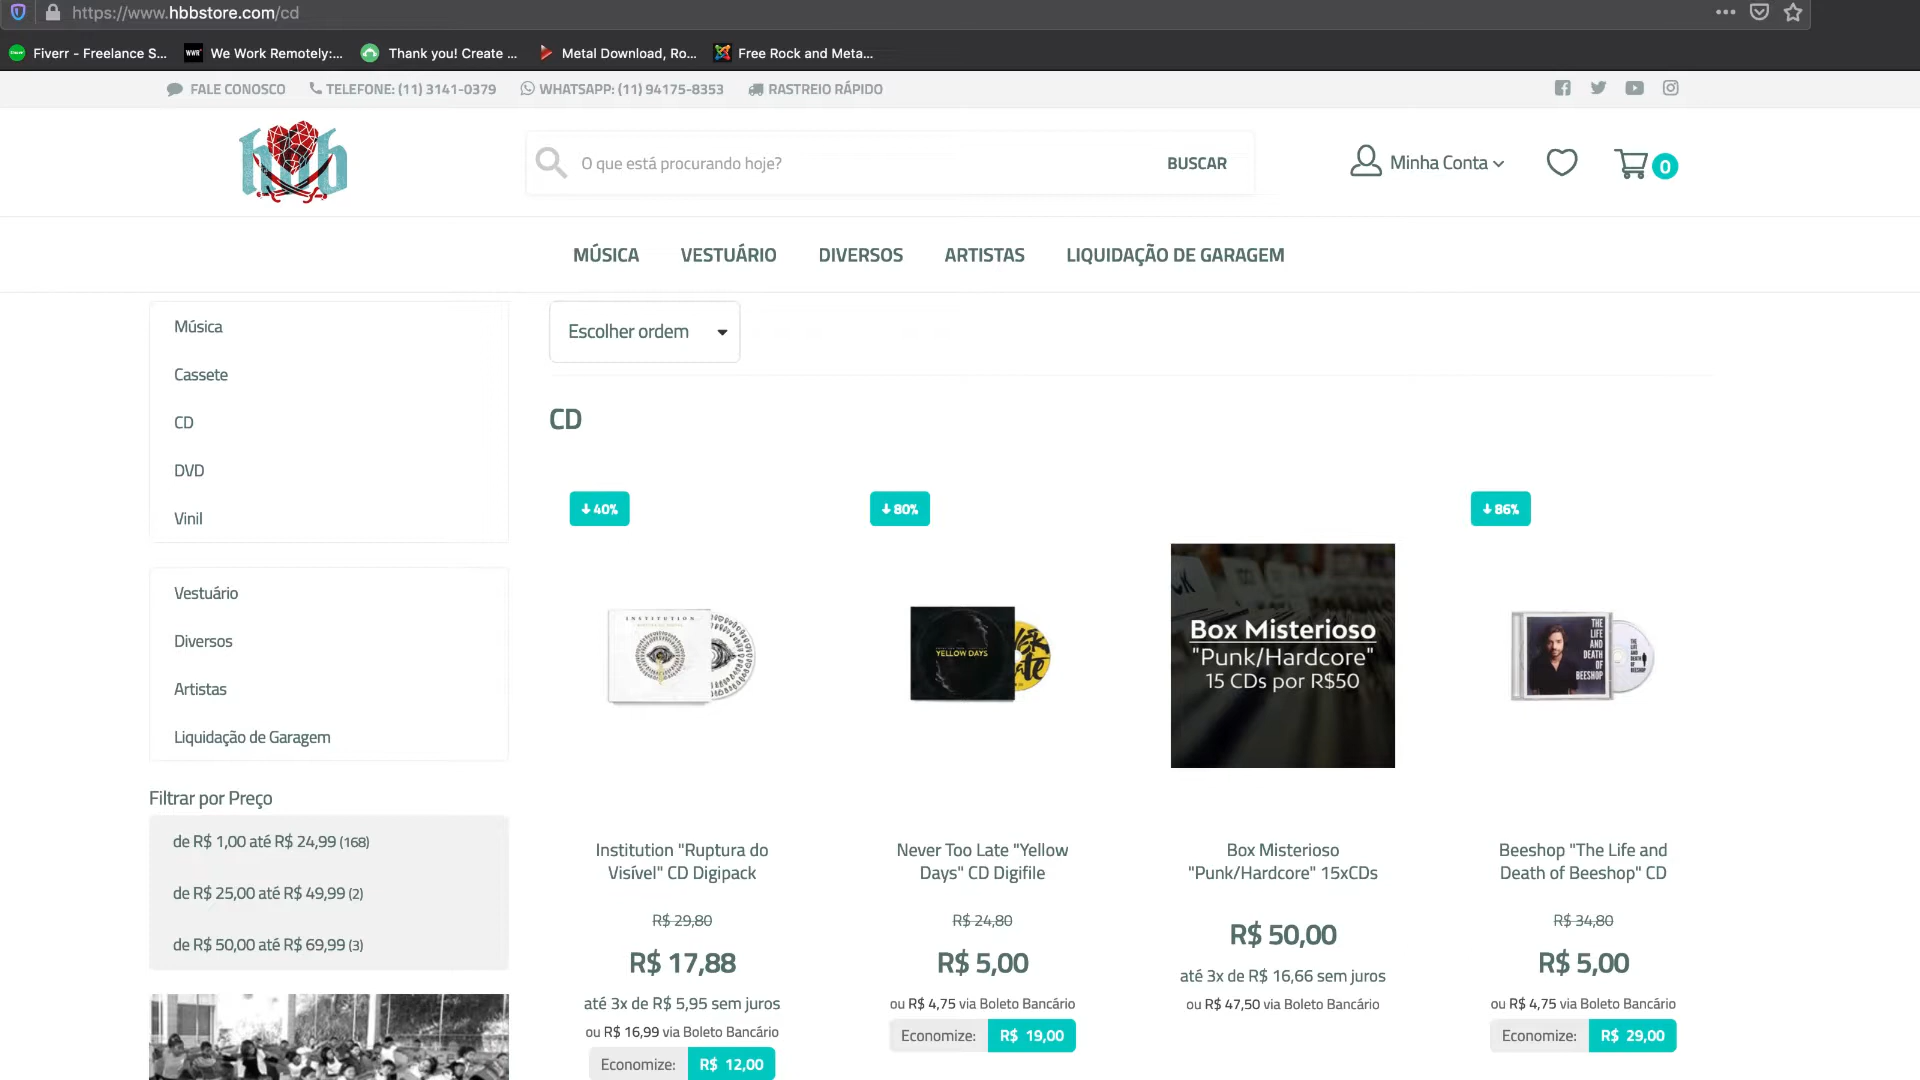 https://www.hbbstore.com/cd
Fiverr - Freelance S...
We Work Remotely:...
Thank you! Create ...
Metal Download, Ro...
Free Rock and Meta...
FALE CONOSCO
TELEFONE: (11) 3141-0379
WHATSAPP: (11) 94175-8353
RASTREIO RÁPIDO
hbb
O que está procurando hoje?
BUSCAR
Minha Conta
0
MÚSICA
VESTUÁRIO
DIVERSOS
ARTISTAS
LIQUIDAÇÃO DE GARAGEM
Música
Cassete
CD
DVD
Vinil
Vestuário
Diversos
Artistas
Liquidação de Garagem
Filtrar por Preço
de R$ 1,00 até R$ 24,99 (168)
de R$ 25,00 até R$ 49,99 (2)
de R$ 50,00 até R$ 69,99 (3)
Escolher ordem
CD
40%
INSTITUTION
Institution "Ruptura do
Visível" CD Digipack
R$ 29,80
R$ 17,88
até 3x de R$ 5,95 sem juros
ou R$ 16,99 via Boleto Bancário
Economize: R$ 12,00
80%
YELLOW DAYS
Never Too Late "Yellow
Days" CD Digifile
R$ 24,80
R$ 5,00
ou R$ 4,75 via Boleto Bancário
Economize: R$ 19,00
Box Misterioso
"Punk/Hardcore"
15 CDs por R$50
Box Misterioso
"Punk/Hardcore" 15xCDs
R$ 50,00
até 3x de R$ 16,66 sem juros
ou R$ 47,50 via Boleto Bancário
86%
THE
LIFE
AND
DEATH
OF
BEESHOP
Beeshop "The Life and
Death of Beeshop" CD
R$ 34,80
R$ 5,00
ou R$ 4,75 via Boleto Bancário
Economize: R$ 29,00